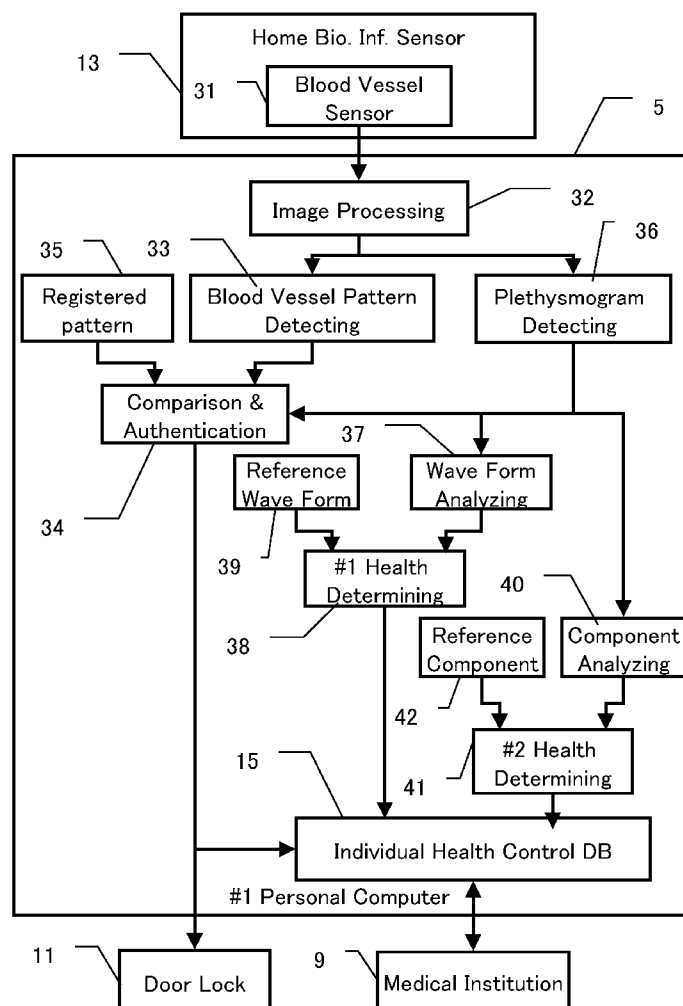 Home Bio. Inf. Sensor
13
31
Blood Vessel
Sensor
5
Image Processing
32
35
33
36
Registered
pattern
Blood Vessel Pattern
Detecting
Plethysmogram
Detecting
Comparison &
Authentication
37
34
Reference
Wave Form
Wave Form
Analyzing
39
#1 Health
Determining
40
38
Reference
Component
Component
Analyzing
42
15
41
#2 Health
Determining
Individual Health Control DB
#1 Personal Computer
11
Door Lock
9
Medical Institution